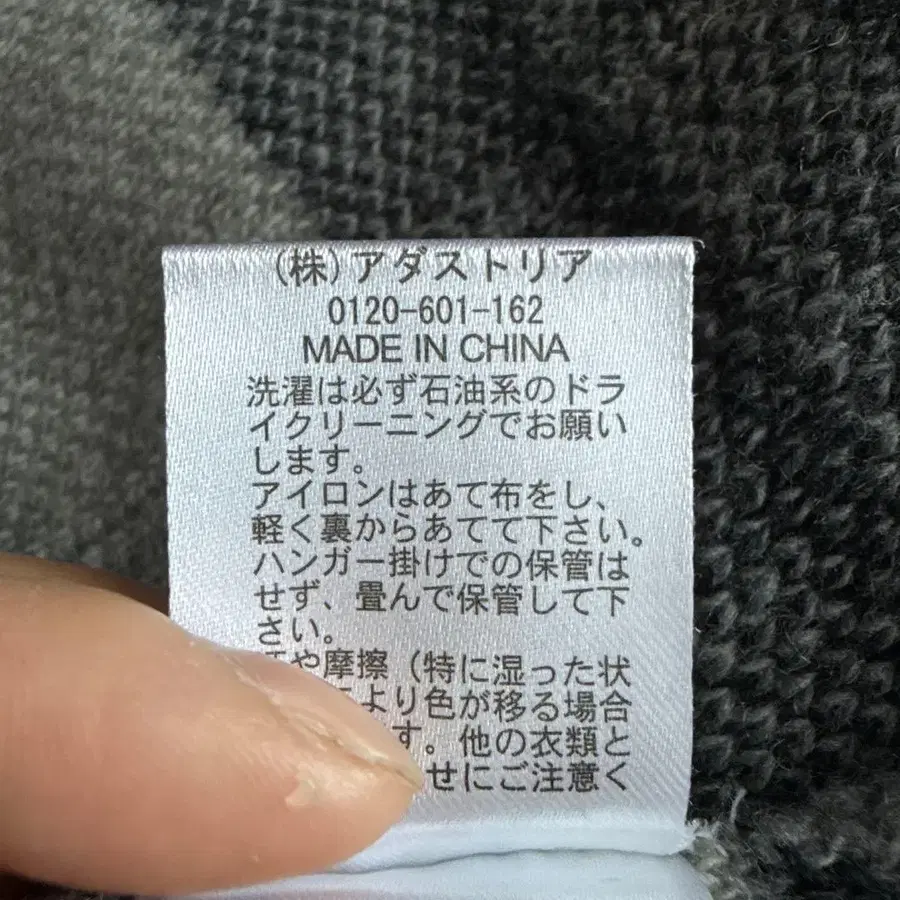 (株)アダストリア
0120-601-162
MADE IN CHINA
洗濯は必ず石油系のドラ
イクリーニングでお願い
します。
アイロンはあて布をし、
軽く裏からあてて下さい。
ハンガー掛けでの保管は
せず、畳んで保管して下
さい。
や摩擦(特に湿った状
より色が移る場合
す。他の衣類と
せにご注意く